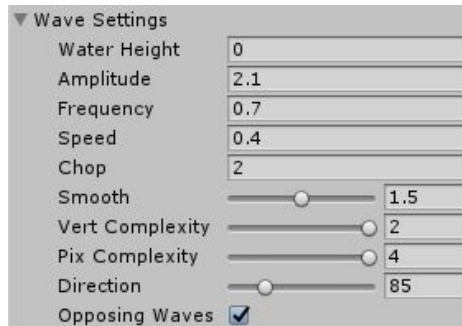 Wave Settings
Water Height 0
Amplitude 2.1
Frequency 0.7
Speed 0.4
Chop 2
Smooth 1.5
Vert Complexity 2
Pix Complexity 4
Direction 85
Opposing Waves